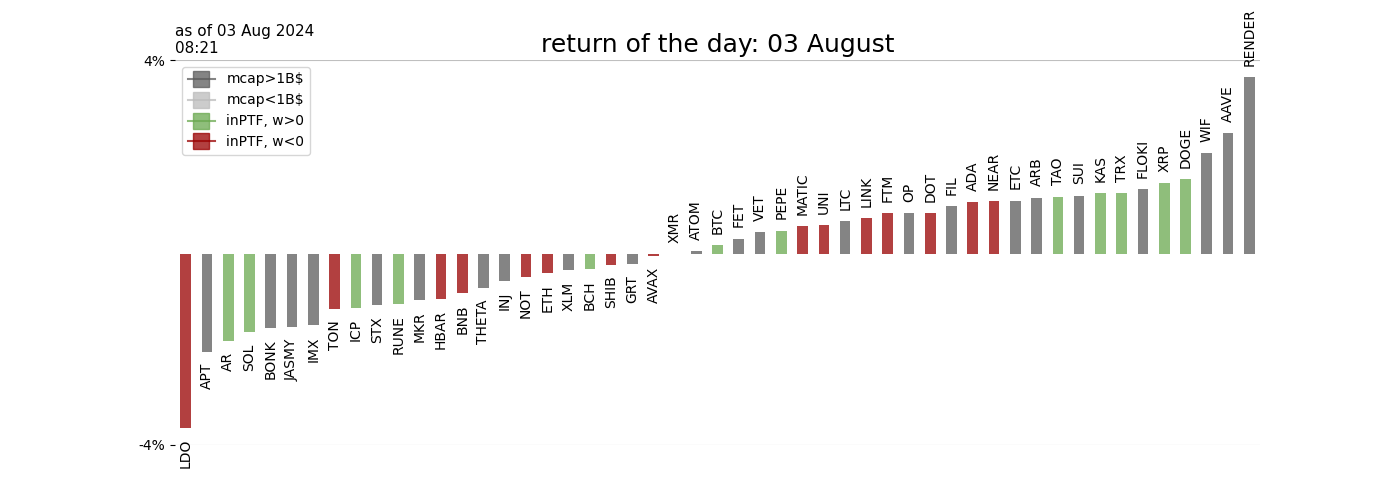 as of 03 Aug 2024
08:21
return of the day: 03 August
4%
mcap>1B$
mcap<1B$
inPTF, w>0
inPTF, w<0
-4%
LDO
APT
AR
SOL
BONK
JASMY
IMX
TON
ICP
STX
RUNE
MKR
HBAR
BNB
THETA
INJ
NOT
ETH
XLM
BCH
SHIB
GRT
AVAX
XMR
ATOM
BTC
FET
VET
PEPE
MATIC
UNI
LTC
LINK
FTM
OP
DOT
FIL
ADA
NEAR
ETC
ARB
TAO
SUI
KAS
TRX
FLOKI
XRP
DOGE
WIF
AAVE
RENDER